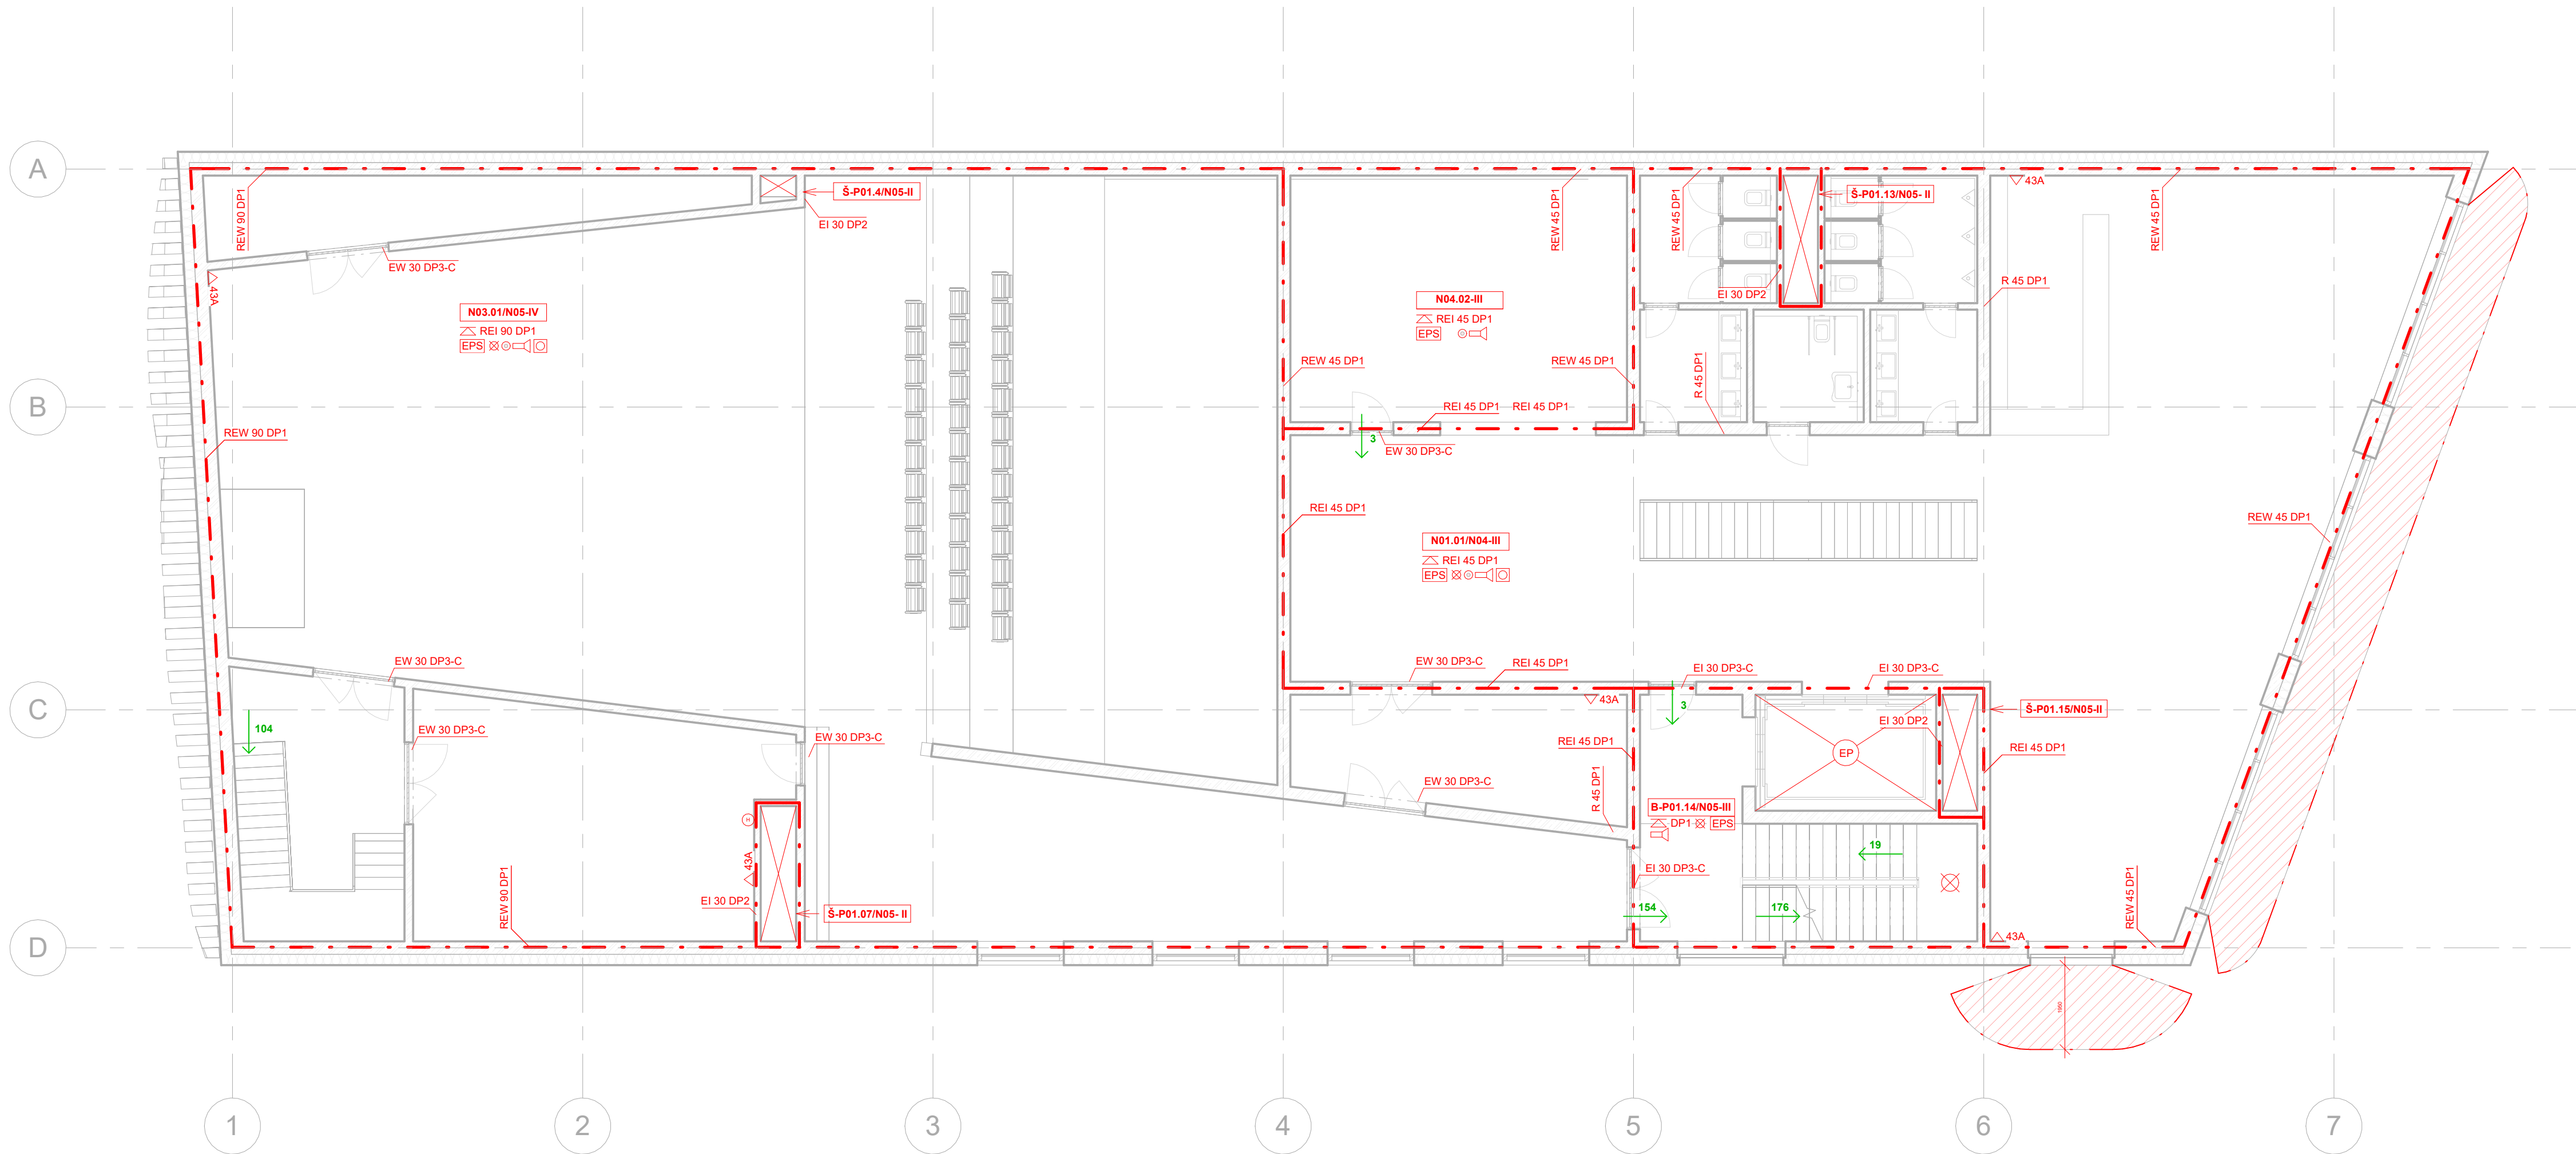 A
B
C
D
1
2
3
4
5
6
7
REW 90 DP1
Š-P01.4/N05-II
EI 30 DP2
EW 30 DP3-C
43A
N03.01/N05-IV
REI 90 DP1
EPS
REW 90 DP1
REW 45 DP1
N04.02-III
REI 45 DP1
EPS
REW 45 DP1
REW 45 DP1
REI 45 DP1
REI 45 DP1
3
EW 30 DP3-C
REW 45 DP1
Š-P01.13/N05- II
EI 30 DP2
R 45 DP1
R 45 DP1
43A
REW 45 DP1
REI 45 DP1
N01.01/N04-III
REI 45 DP1
EPS
REW 45 DP1
EW 30 DP3-C
104
EW 30 DP3-C
EW 30 DP3-C
H
43A
EI 30 DP2
REW 90 DP1
Š-P01.07/N05- II
EW 30 DP3-C
REI 45 DP1
43A
EI 30 DP3-C
EI 30 DP3-C
3
EI 30 DP2
EP
Š-P01.15/N05-II
REI 45 DP1
REI 45 DP1
EW 30 DP3-C
R 45 DP1
B-P01.14/N05-III
DP1
EPS
19
EI 30 DP3-C
154
176
43A
REW 45 DP1
1950